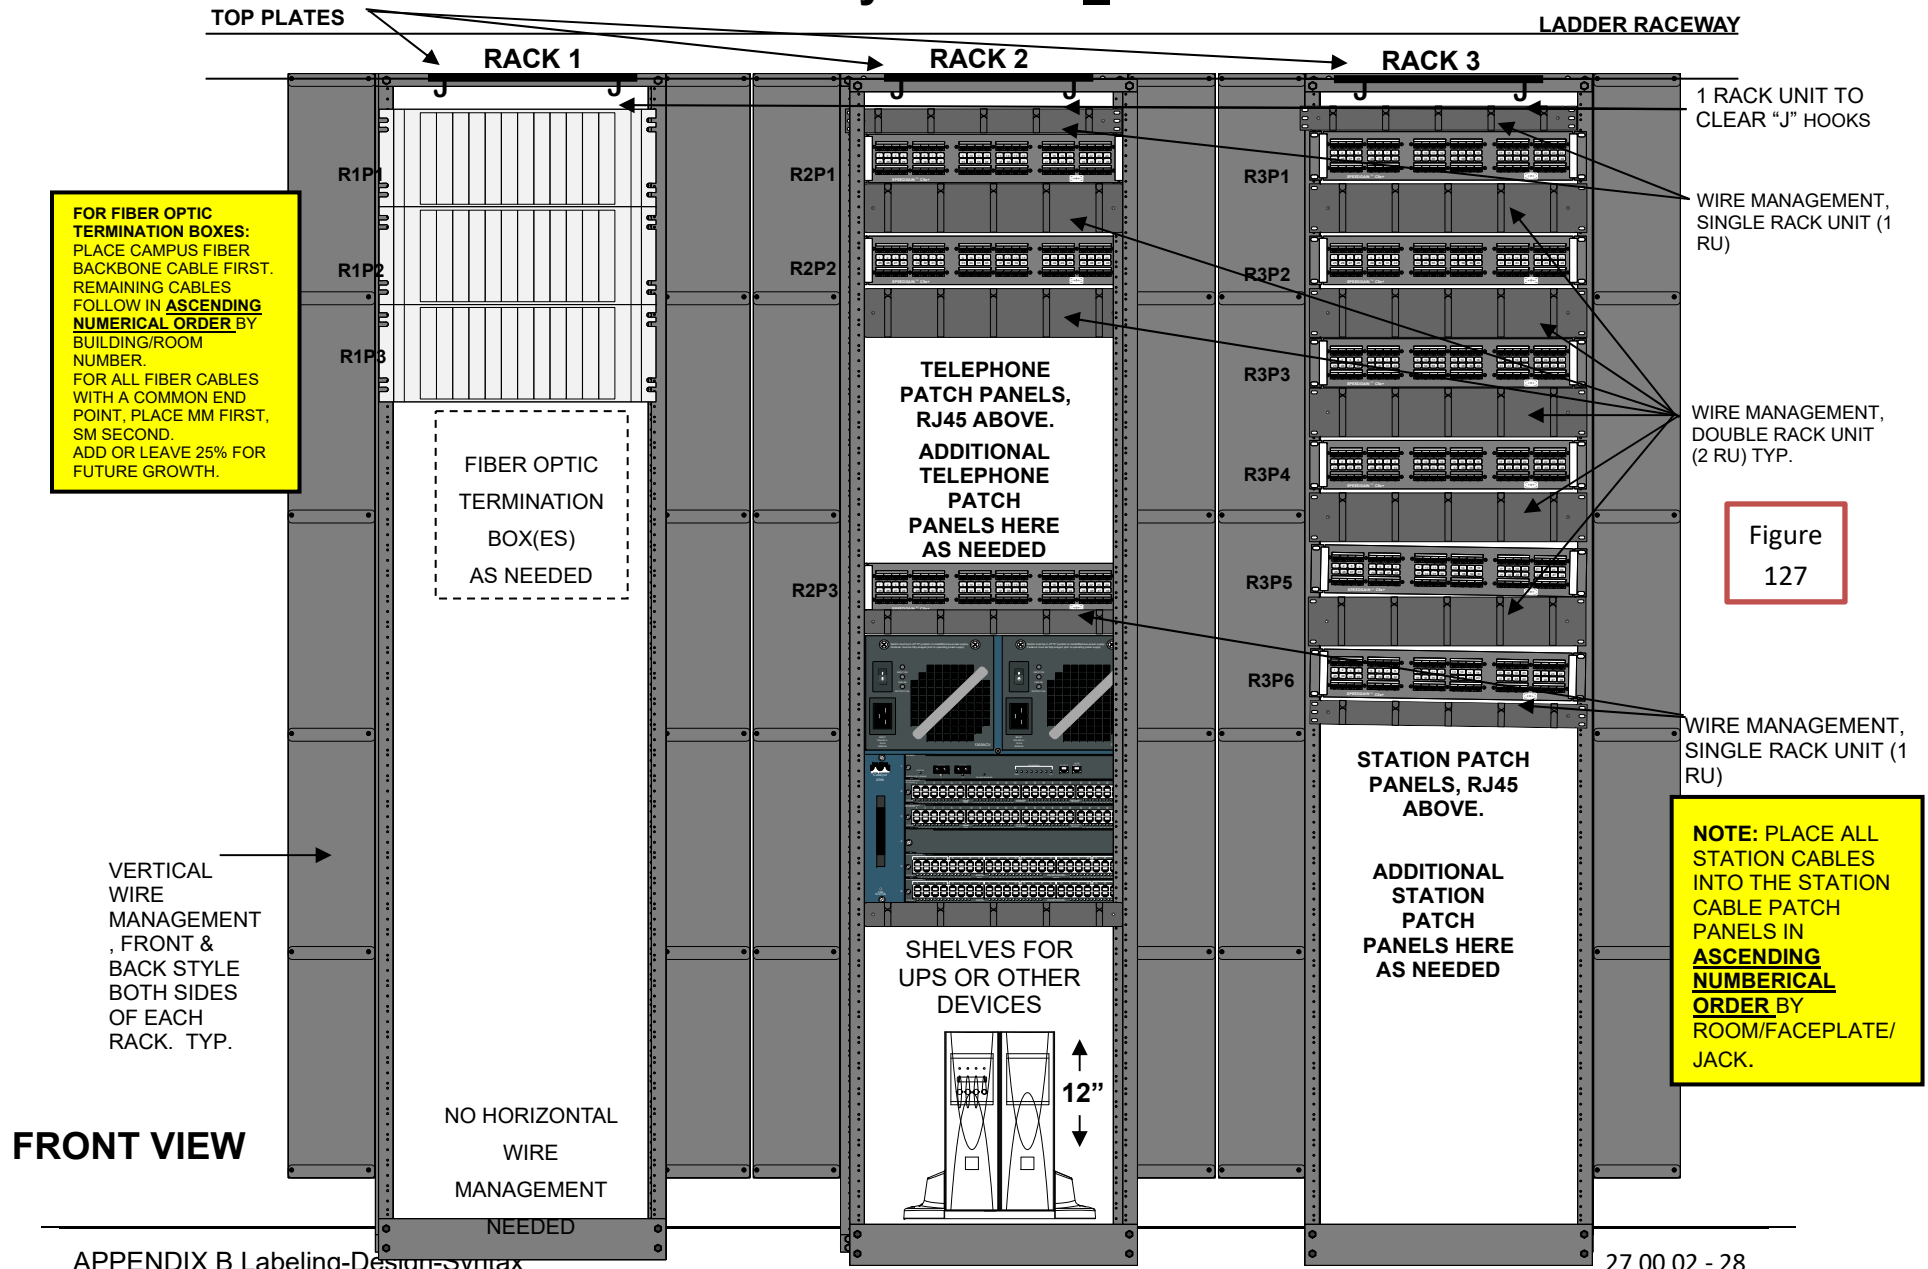 TOP PLATES
LADDER RACEWAY
RACK 1
RACK 2
RACK 3
J
J
J
J
J
J
1 RACK UNIT TO
CLEAR “J” HOOKS
R1P1
R1P2
R1P3
R2P1
R2P2
R2P3
R3P1
R3P2
R3P3
R3P4
R3P5
R3P6
FOR FIBER OPTIC
TERMINATION BOXES:
PLACE CAMPUS FIBER
BACKBONE CABLE FIRST.
REMAINING CABLES
FOLLOW IN ASCENDING
NUMERICAL ORDER BY
BUILDING/ROOM
NUMBER.
FOR ALL FIBER CABLES
WITH A COMMON END
POINT, PLACE MM FIRST,
SM SECOND.
ADD OR LEAVE 25% FOR
FUTURE GROWTH.
WIRE MANAGEMENT,
SINGLE RACK UNIT (1
RU)
FIBER OPTIC
TERMINATION
BOX(ES)
AS NEEDED
TELEPHONE
PATCH PANELS,
RJ45 ABOVE.
ADDITIONAL
TELEPHONE
PATCH
PANELS HERE
AS NEEDED
WIRE MANAGEMENT,
DOUBLE RACK UNIT
(2 RU) TYP.
Figure
127
WIRE MANAGEMENT,
SINGLE RACK UNIT (1
RU)
STATION PATCH
PANELS, RJ45
ABOVE.
ADDITIONAL
STATION
PATCH
PANELS HERE
AS NEEDED
NOTE: PLACE ALL
STATION CABLES
INTO THE STATION
CABLE PATCH
PANELS IN
ASCENDING
NUMBERICAL
ORDER BY
ROOM/FACEPLATE/
JACK.
VERTICAL
WIRE
MANAGEMENT
, FRONT &
BACK STYLE
BOTH SIDES
OF EACH
RACK. TYP.
SHELVES FOR
UPS OR OTHER
DEVICES
12”
NO HORIZONTAL
WIRE
MANAGEMENT
NEEDED
FRONT VIEW
APPENDIX B Labeling-Design-Syntax
27 00 02 - 28